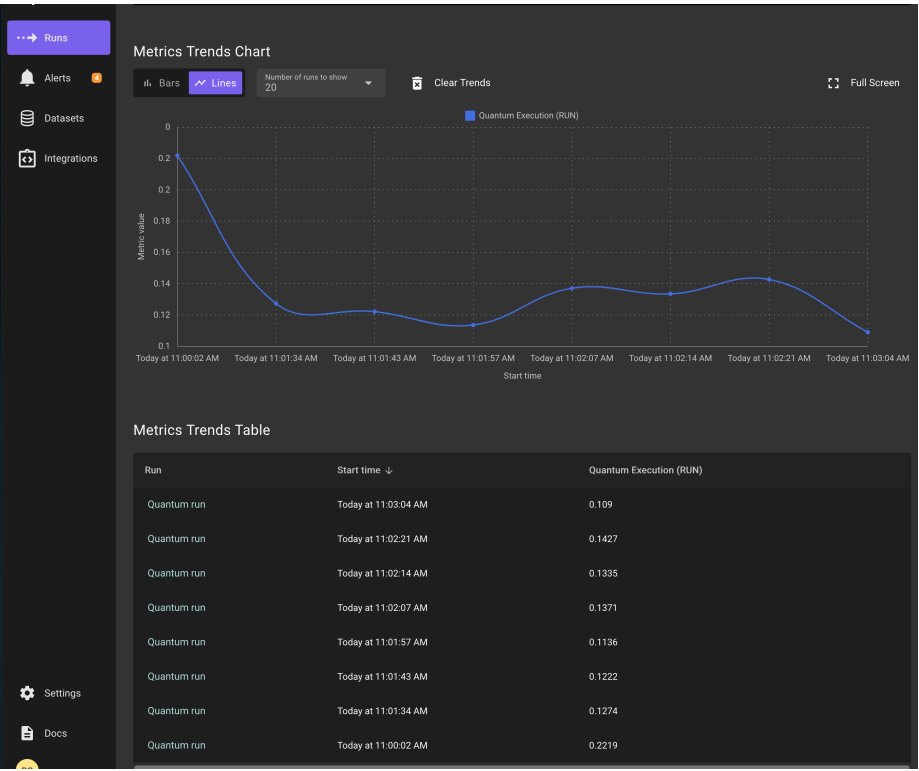 Runs
Alerts 4
Datasets
Integrations
Metrics Trends Chart
Bars Lines Number of runs to show 20 Clear Trends Full Screen
Quantum Execution (RUN)
0
0.2
0.2
0.18
0.16
0.14
0.12
0.1
Metric value
Today at 11:00:02 AM Today at 11:01:34 AM Today at 11:01:43 AM Today at 11:01:57 AM Today at 11:02:07 AM Today at 11:02:14 AM Today at 11:02:21 AM Today at 11:03:04 AM
Start time
Metrics Trends Table
Run Start time Quantum Execution (RUN)
Quantum run Today at 11:03:04 AM 0.109
Quantum run Today at 11:02:21 AM 0.1427
Quantum run Today at 11:02:14 AM 0.1335
Quantum run Today at 11:02:07 AM 0.1371
Quantum run Today at 11:01:57 AM 0.1136
Quantum run Today at 11:01:43 AM 0.1222
Quantum run Today at 11:01:34 AM 0.1274
Quantum run Today at 11:00:02 AM 0.2219
Settings
Docs